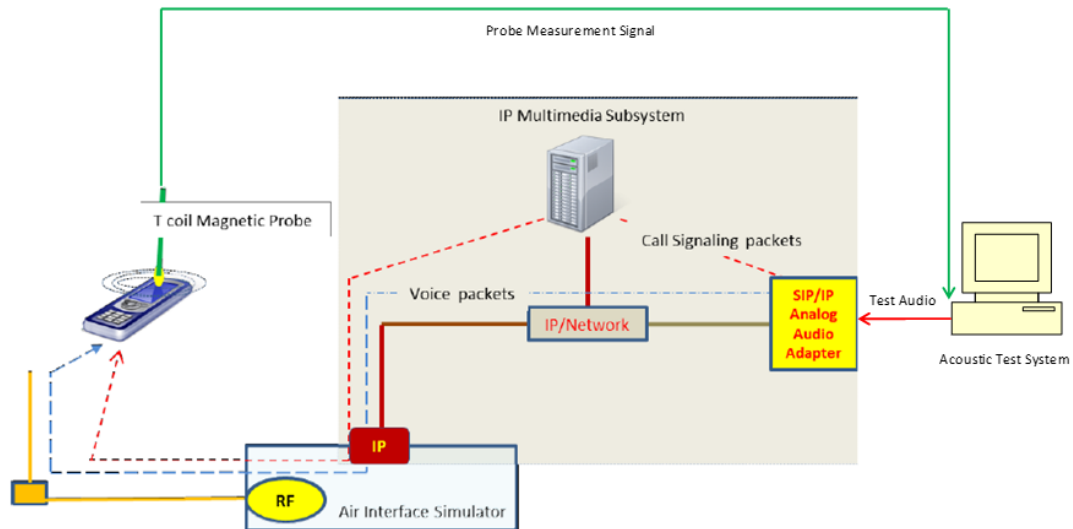 Probe Measurement Signal
IP Multimedia Subsystem
T coil Magnetic Probe
Call Signaling packets
Voice packets
SIP/IP
Analog
Audio
Adapter
Test Audio
IP/Network
Acoustic Test System
IP
RF
Air Interface Simulator